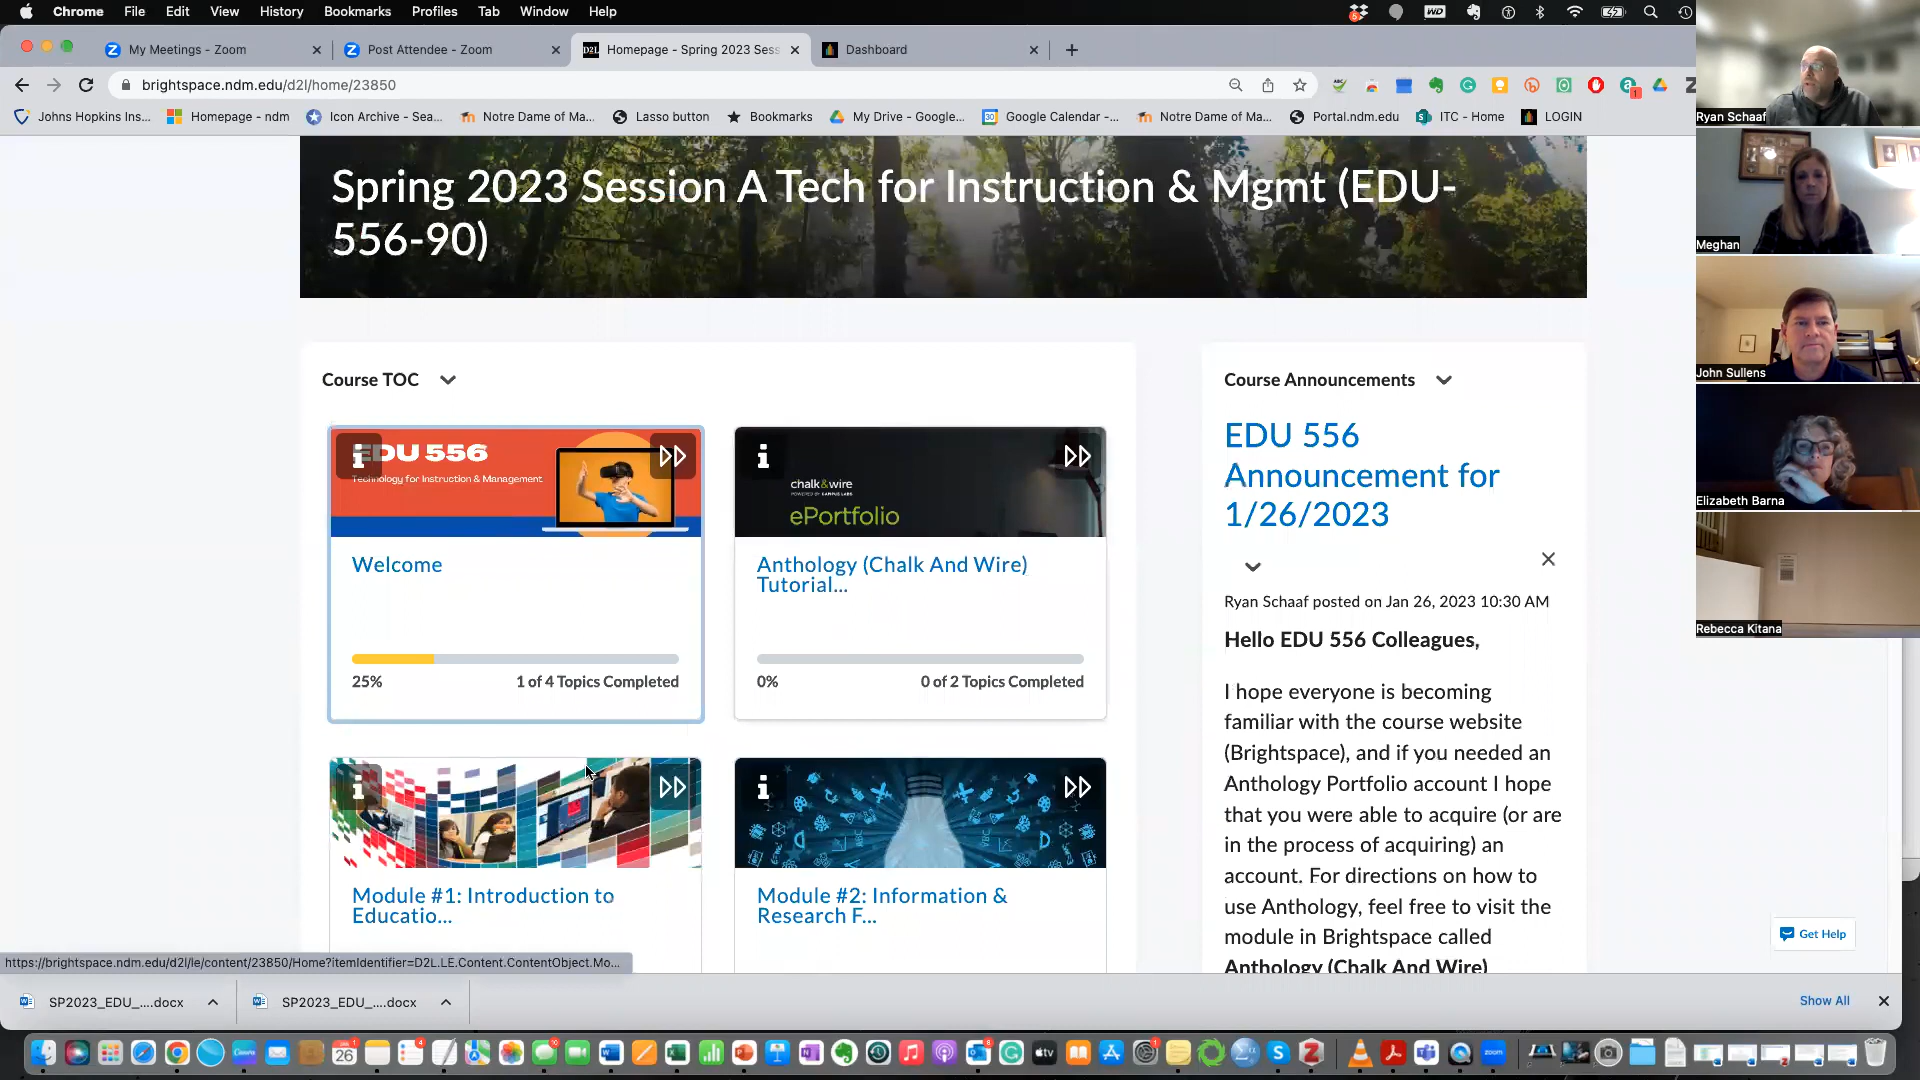 Chrome File Edit View History Bookmarks Profiles Tab Window Help
My Meetings - Zoom
Post Attendee - Zoom
D2L Homepage - Spring 2023 Sess
Dashboard
brightspace.ndm.edu/d2l/home/23850
Johns Hopkins Ins...
Homepage - ndm
Icon Archive - Sea...
Notre Dame of Ma...
Lasso button
Bookmarks
My Drive - Google...
Google Calendar -...
Notre Dame of Ma...
Portal.ndm.edu
ITC - Home
LOGIN
Spring 2023 Session A Tech for Instruction & Mgmt (EDU-
556-90)
Course TOC
EDU 556
Technology for Instruction & Management
Welcome
25% 1 of 4 Topics Completed
chalk&wire
POWERED BY CAMPUS LABS
ePortfolio
Anthology (Chalk And Wire)
Tutorial...
0% 0 of 2 Topics Completed
Module #1: Introduction to
Educatio...
Module #2: Information &
Research F...
Course Announcements
EDU 556
Announcement for
1/26/2023
Ryan Schaaf posted on Jan 26, 2023 10:30 AM
Hello EDU 556 Colleagues,
I hope everyone is becoming
familiar with the course website
(Brightspace), and if you needed an
Anthology Portfolio account I hope
that you were able to acquire (or are
in the process of acquiring) an
account. For directions on how to
use Anthology, feel free to visit the
module in Brightspace called
Anthology (Chalk And Wire)
Get Help
Ryan Schaaf
Meghan
John Sullens
Elizabeth Barna
Rebecca Kitana
https://brightspace.ndm.edu/d2l/le/content/23850/Home?itemIdentifier=D2L.LE.Content.ContentObject.Mo...
SP2023_EDU_....docx
SP2023_EDU_....docx
Show All